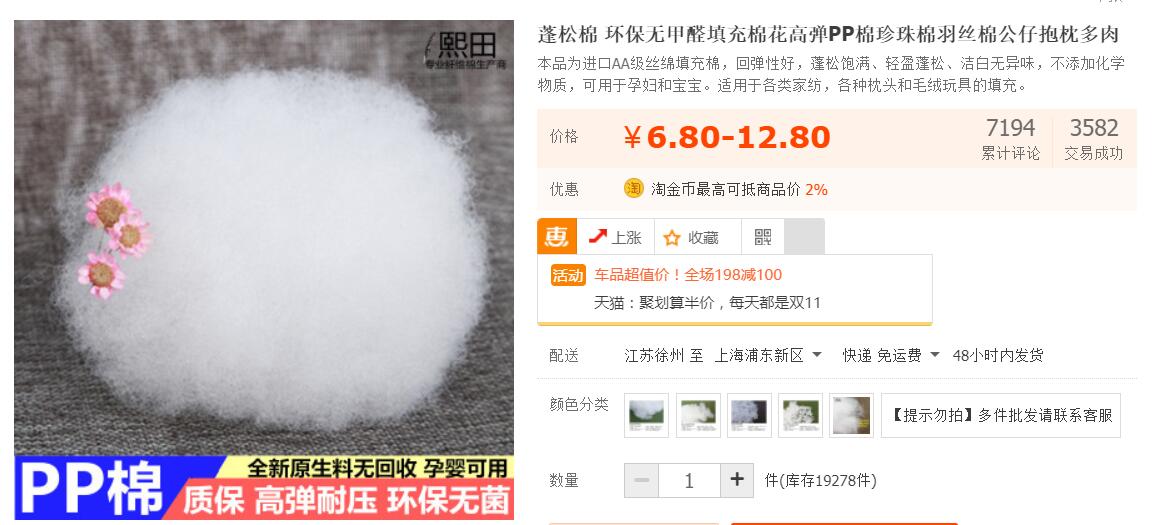 熙田
专业纤维棉生产商
PP棉
全新原生料无回收 孕婴可用
质保 高弹耐压 环保无菌
蓬松棉 环保无甲醛填充棉花高弹PP棉珍珠棉羽丝棉公仔抱枕多肉
本品为进口AA级丝绵填充棉，回弹性好，蓬松饱满、轻盈蓬松、洁白无异味，不添加化学
物质，可用于孕妇和宝宝。适用于各类家纺，各种枕头和毛绒玩具的填充。
价格 ¥6.80-12.80 7194 3582
累计评论 交易成功
优惠 淘 淘金币最高可抵商品价 2%
惠 上涨 收藏
活动 车品超值价！全场198减100
天猫：聚划算半价，每天都是双11
配送 江苏徐州 至 上海浦东新区 快递 免运费 48小时内发货
颜色分类 【提示勿拍】多件批发请联系客服
数量 1 件(库存19278件)